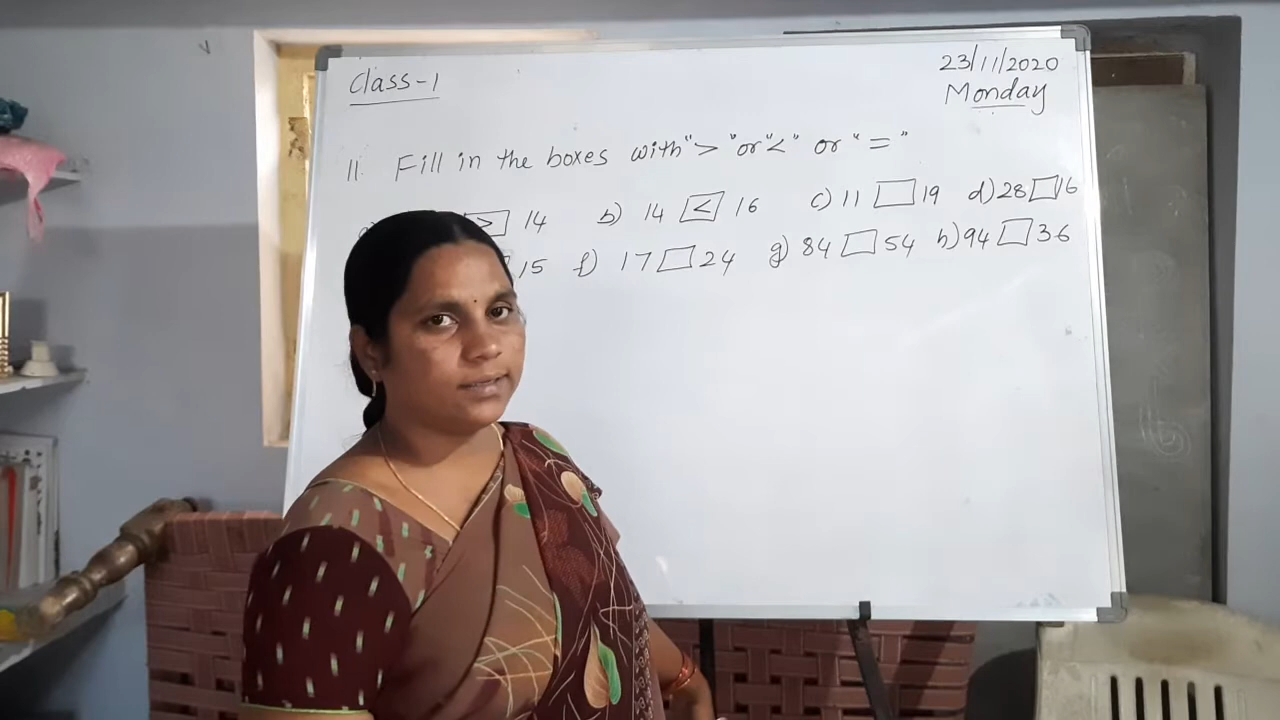 Class-1
23/11/2020
Monday
II. Fill in the boxes with ">" or "<" or "="
a) > 14 b) 14 < 16 c) 11 □ 19 d) 28 □ 16
15 f) 17 □ 24 g) 84 □ 54 h) 94 □ 36